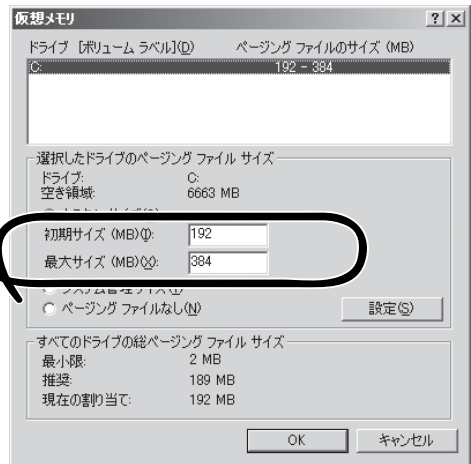 仮想メモリ
ドライブ [ボリューム ラベル](D) ページング ファイルのサイズ (MB)
C: 192 - 384
選択したドライブのページング ファイル サイズ
ドライブ: C:
空き領域: 6663 MB
初期サイズ (MB)(I): 192
最大サイズ (MB)(X): 384
ページング ファイルなし(N) 設定(S)
すべてのドライブの総ページング ファイル サイズ
最小限: 2 MB
推奨: 189 MB
現在の割り当て: 192 MB
OK キャンセル